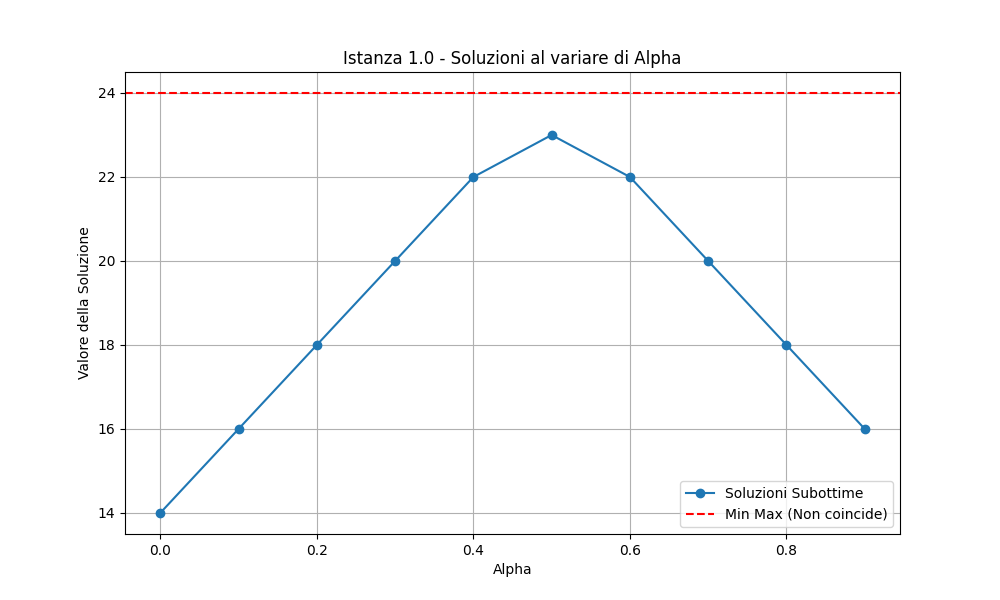 Istanza 1.0 - Soluzioni al variare di Alpha
24
22
20
18
16
14
Valore della Soluzione
0.0 0.2 0.4 0.6 0.8
Alpha
Soluzioni Subottime
Min Max (Non coincide)